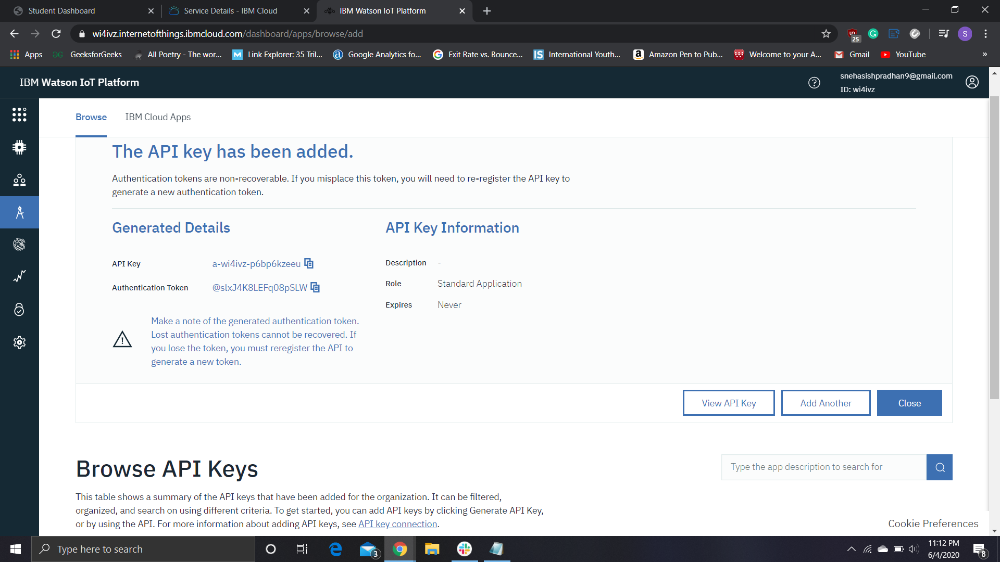 Student Dashboard
Service Details - IBM Cloud
IBM Watson IoT Platform
wi4ivz.internetofthings.ibmcloud.com/dashboard/apps/browse/add
25
S
Apps
GeeksforGeeks
All Poetry - The wor...
Link Explorer: 35 Tril...
Google Analytics fo...
Exit Rate vs. Bounce...
International Youth...
Amazon Pen to Pub...
Welcome to your A...
Gmail
YouTube
»
IBM Watson IoT Platform
snehasishpradhan9@gmail.com
ID: wi4ivz
Browse
IBM Cloud Apps
The API key has been added.
Authentication tokens are non-recoverable. If you misplace this token, you will need to re-register the API key to
generate a new authentication token.
Generated Details
API Key Information
API Key
a-wi4ivz-p6bp6kzeeu
Description
-
Authentication Token
@slxJ4K8LEFq08pSLW
Role
Standard Application
Expires
Never
Make a note of the generated authentication token.
Lost authentication tokens cannot be recovered. If
you lose the token, you must reregister the API to
generate a new token.
View API Key
Add Another
Close
Browse API Keys
Type the app description to search for
This table shows a summary of the API keys that have been added for the organization. It can be filtered,
organized, and search on using different criteria. To get started, you can add API keys by clicking Generate API Key,
or by using the API. For more information about adding API keys, see API key connection.
Cookie Preferences
Type here to search
3
11:12 PM
6/4/2020
8